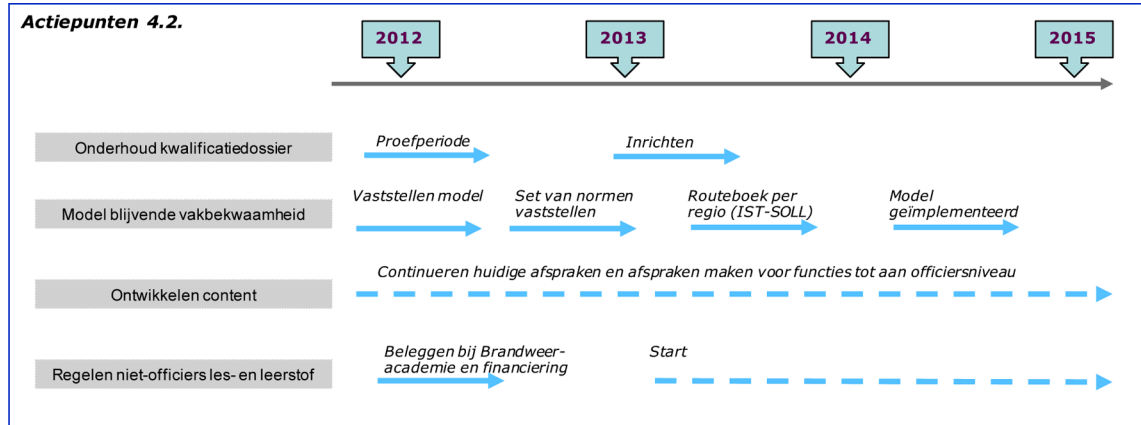 Actiepunten 4.2.
2012
2013
2014
2015
Onderhoud kwalificatiedossier
Proefperiode
Inrichten
Model blijvende vakbekwaamheid
Vaststellen model
Set van normen
vaststellen
Routeboek per
regio (IST-SOLL)
Model
geïmplementeerd
Ontwikkelen content
Continueren huidige afspraken en afspraken maken voor functies tot aan officiersniveau
Regelen niet-officiers les- en leerstof
Beleggen bij Brandweer-
academie en financiering
Start